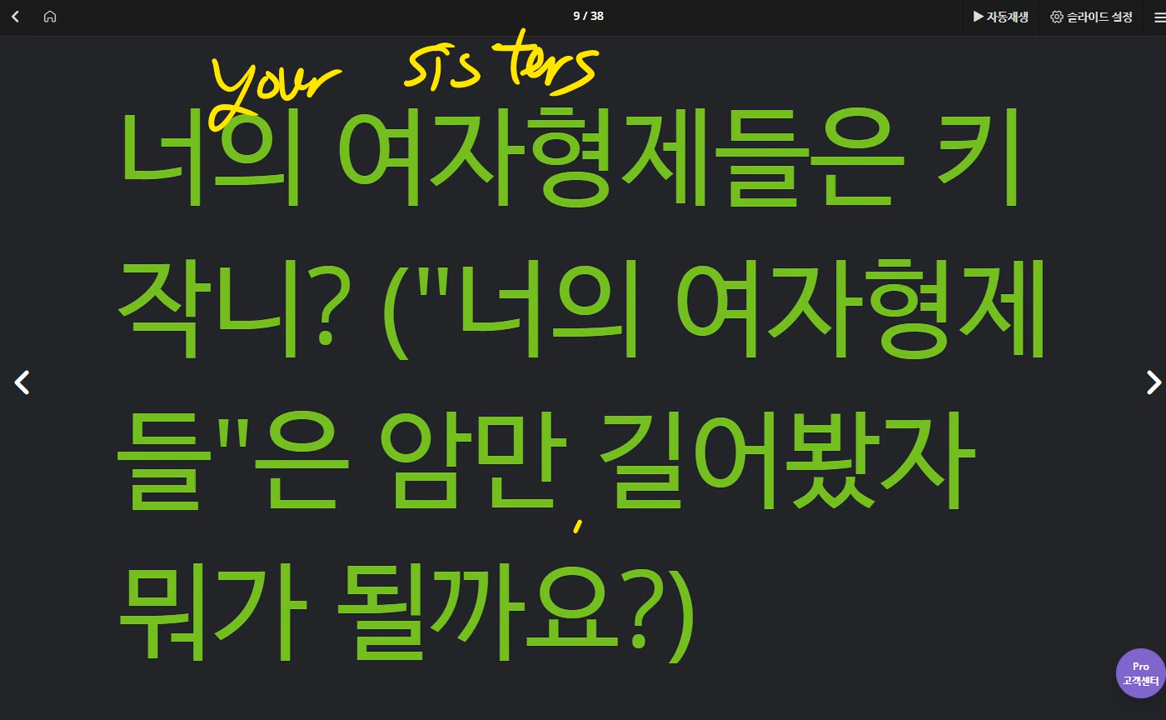 9 / 38
자동재생
슬라이드 설정
your sisters
너의 여자형제들은 키
작니? ("너의 여자형제
들"은 암만 길어봤자
뭐가 될까요?)
Pro
고객센터